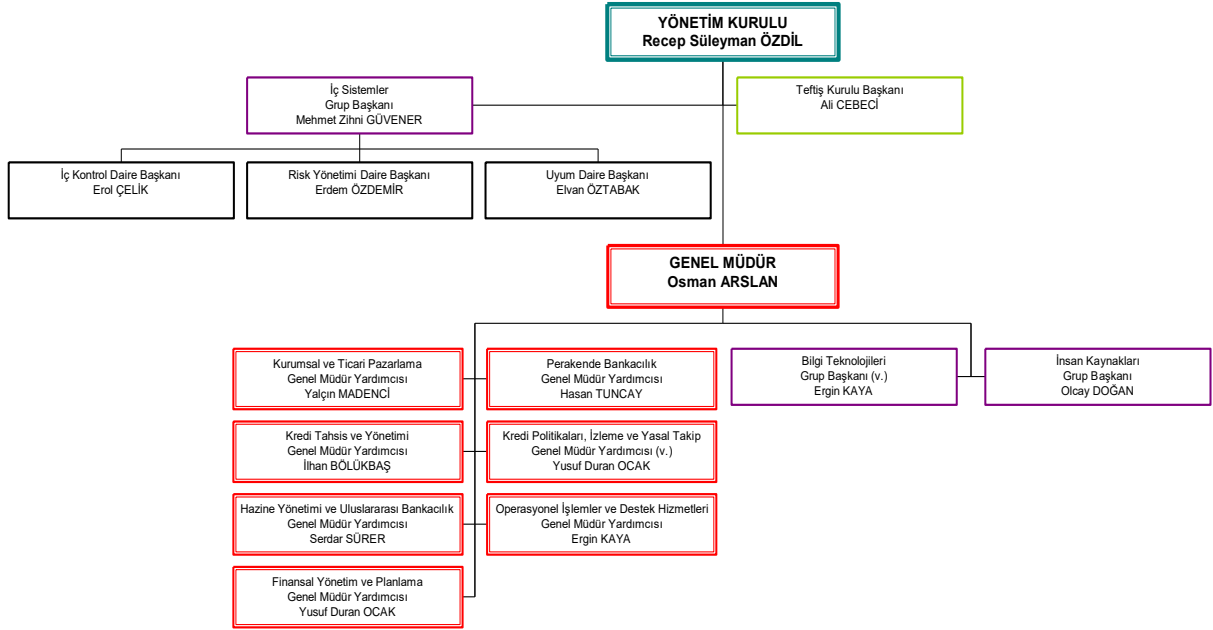 YÖNETİM KURULU
Recep Süleyman ÖZDİL
İç Sistemler
Grup Başkanı
Mehmet Zihni GÜVENER
Teftiş Kurulu Başkanı
Ali CEBECİ
İç Kontrol Daire Başkanı
Erol ÇELİK
Risk Yönetimi Daire Başkanı
Erdem ÖZDEMİR
Uyum Daire Başkanı
Elvan ÖZTABAK
GENEL MÜDÜR
Osman ARSLAN
Kurumsal ve Ticari Pazarlama
Genel Müdür Yardımcısı
Yalçın MADENCİ
Perakende Bankacılık
Genel Müdür Yardımcısı
Hasan TUNCAY
Bilgi Teknolojileri
Grup Başkanı (v.)
Ergin KAYA
İnsan Kaynakları
Grup Başkanı
Olcay DOĞAN
Kredi Tahsis ve Yönetimi
Genel Müdür Yardımcısı
İlhan BÖLÜKBAŞ
Kredi Politikaları, İzleme ve Yasal Takip
Genel Müdür Yardımcısı (v.)
Yusuf Duran OCAK
Hazine Yönetimi ve Uluslararası Bankacılık
Genel Müdür Yardımcısı
Serdar SÜRER
Operasyonel İşlemler ve Destek Hizmetleri
Genel Müdür Yardımcısı
Ergin KAYA
Finansal Yönetim ve Planlama
Genel Müdür Yardımcısı
Yusuf Duran OCAK